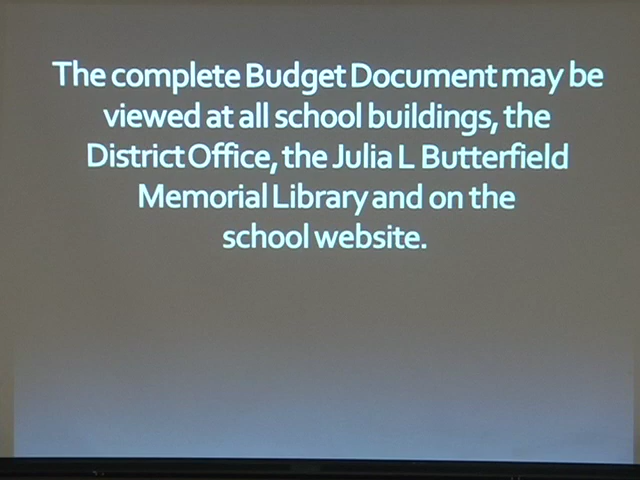 The complete Budget Document may be
viewed at all school buildings, the
District Office, the Julia L Butterfield
Memorial Library and on the
school website.